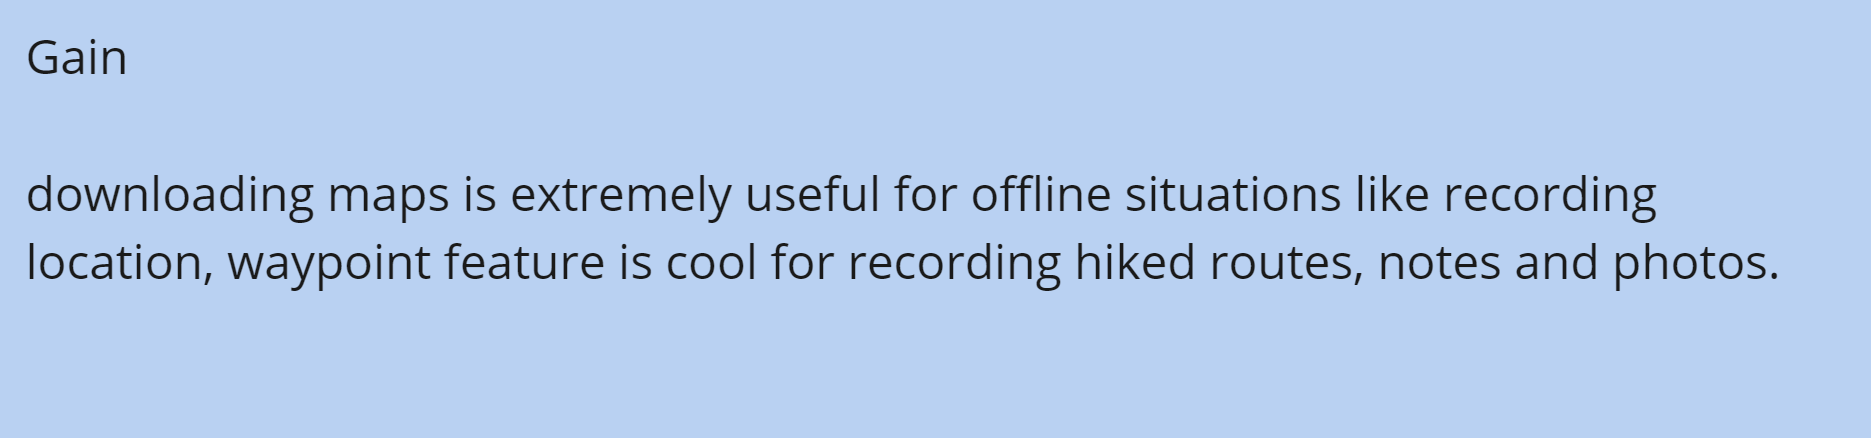 Gain
downloading maps is extremely useful for offline situations like recording
location, waypoint feature is cool for recording hiked routes, notes and photos.